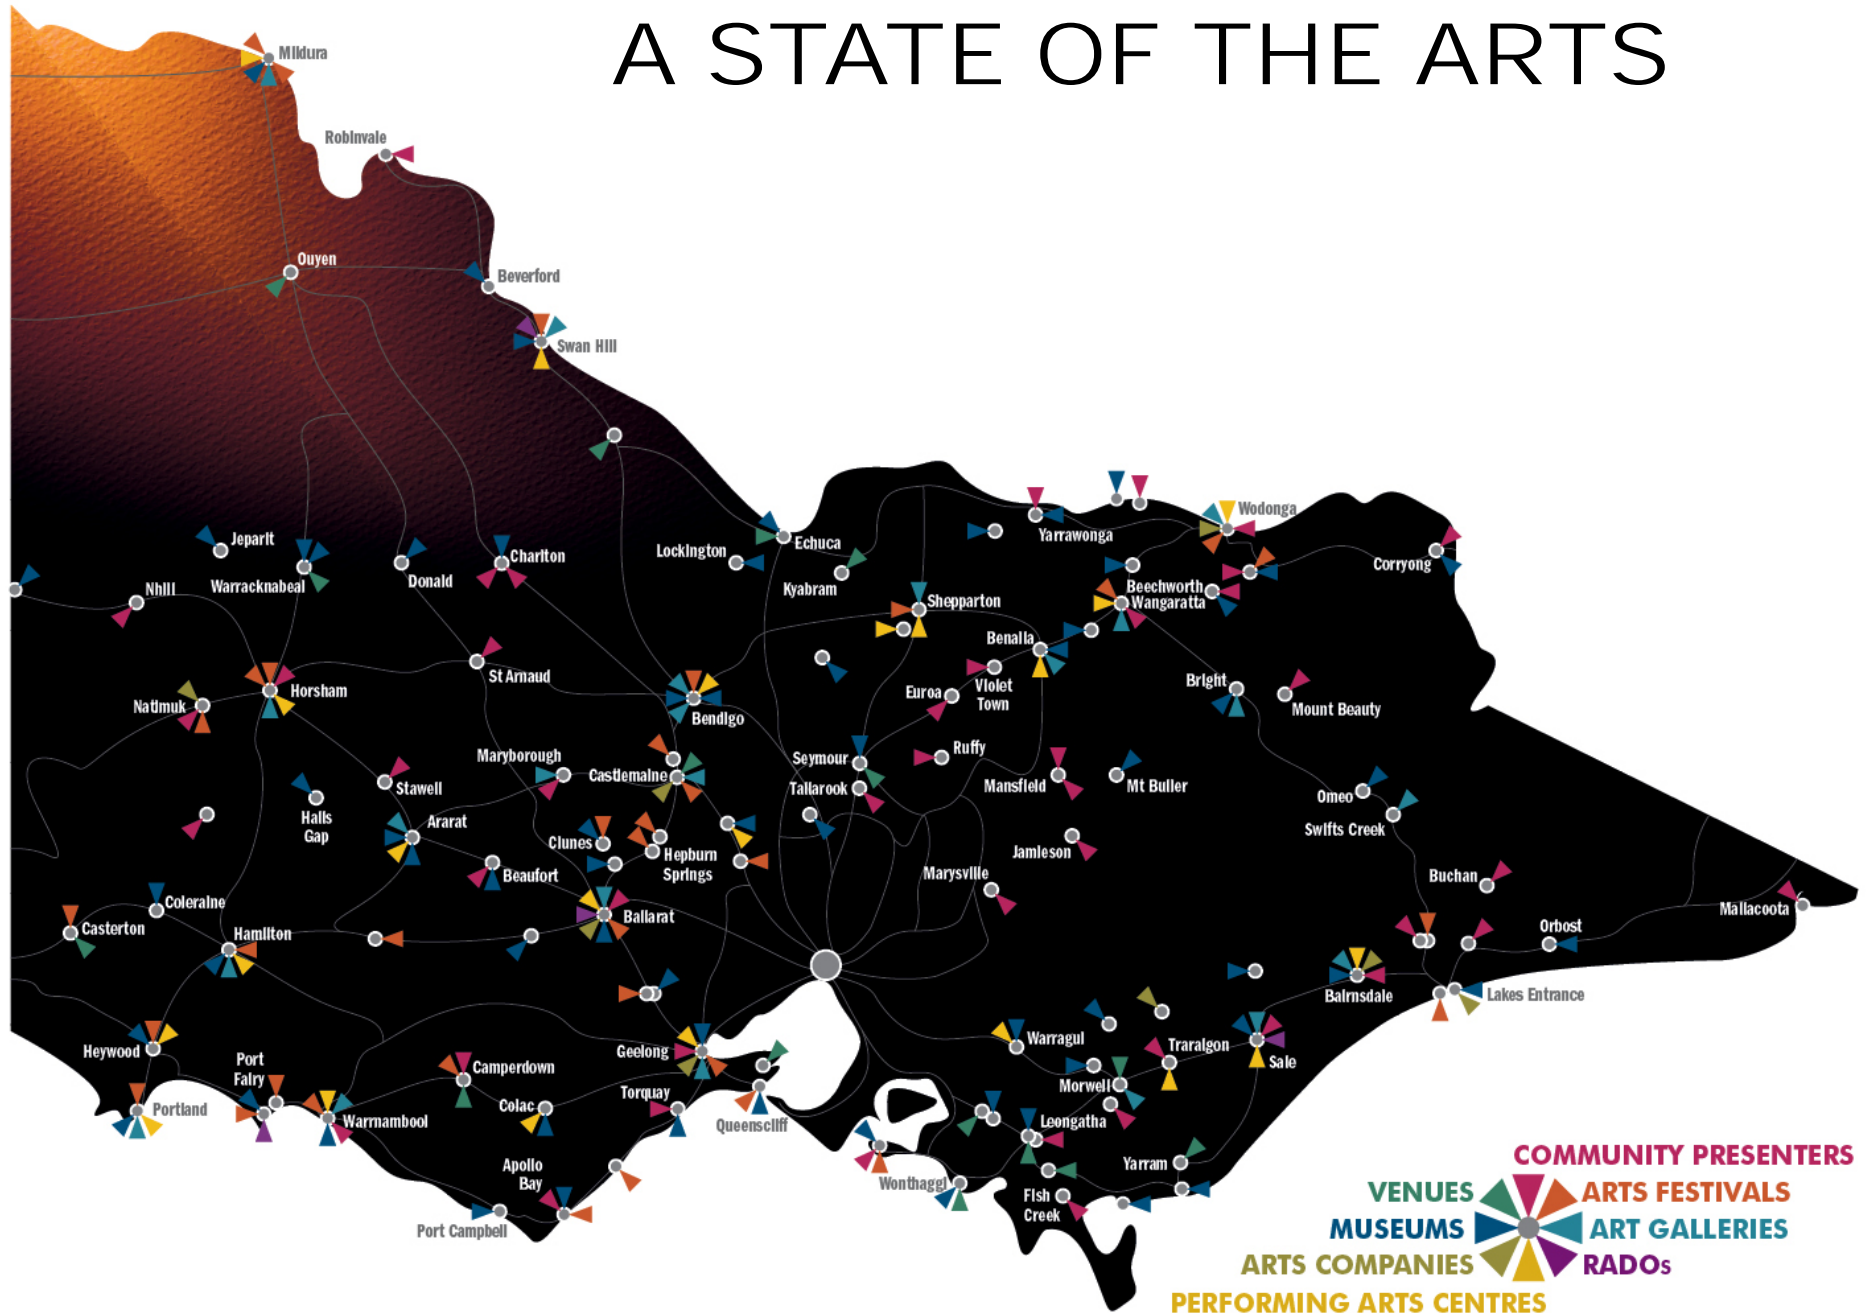 A STATE OF THE ARTS
Mildura
Robinvale
Ouyen
Beverford
Swan Hill
Jeparit
Warracknabeal
Nhill
Donald
Charlton
Lockington
Echuca
Kyabram
Yarrawonga
Wodonga
Corryong
Beechworth
Wangaratta
Shepparton
Benalla
St Arnaud
Horsham
Natimuk
Bendigo
Euroa
Violet
Town
Bright
Mount Beauty
Maryborough
Castlemaine
Seymour
Tallarook
Ruffy
Mansfield
Mt Buller
Stawell
Halls
Gap
Ararat
Clunes
Hepburn
Springs
Omeo
Swifts Creek
Jamieson
Marysville
Beaufort
Ballarat
Buchan
Mallacoota
Orbost
Coleraine
Casterton
Hamilton
Bairnsdale
Lakes Entrance
Heywood
Port
Fairy
Portland
Warrnambool
Camperdown
Colac
Geelong
Torquay
Queenscliff
Warragul
Traralgon
Sale
Morwell
Leongatha
Yarram
Apollo
Bay
Port Campbell
Wonthaggi
Fish
Creek
COMMUNITY PRESENTERS
VENUES
ARTS FESTIVALS
MUSEUMS
ART GALLERIES
ARTS COMPANIES
RADOs
PERFORMING ARTS CENTRES